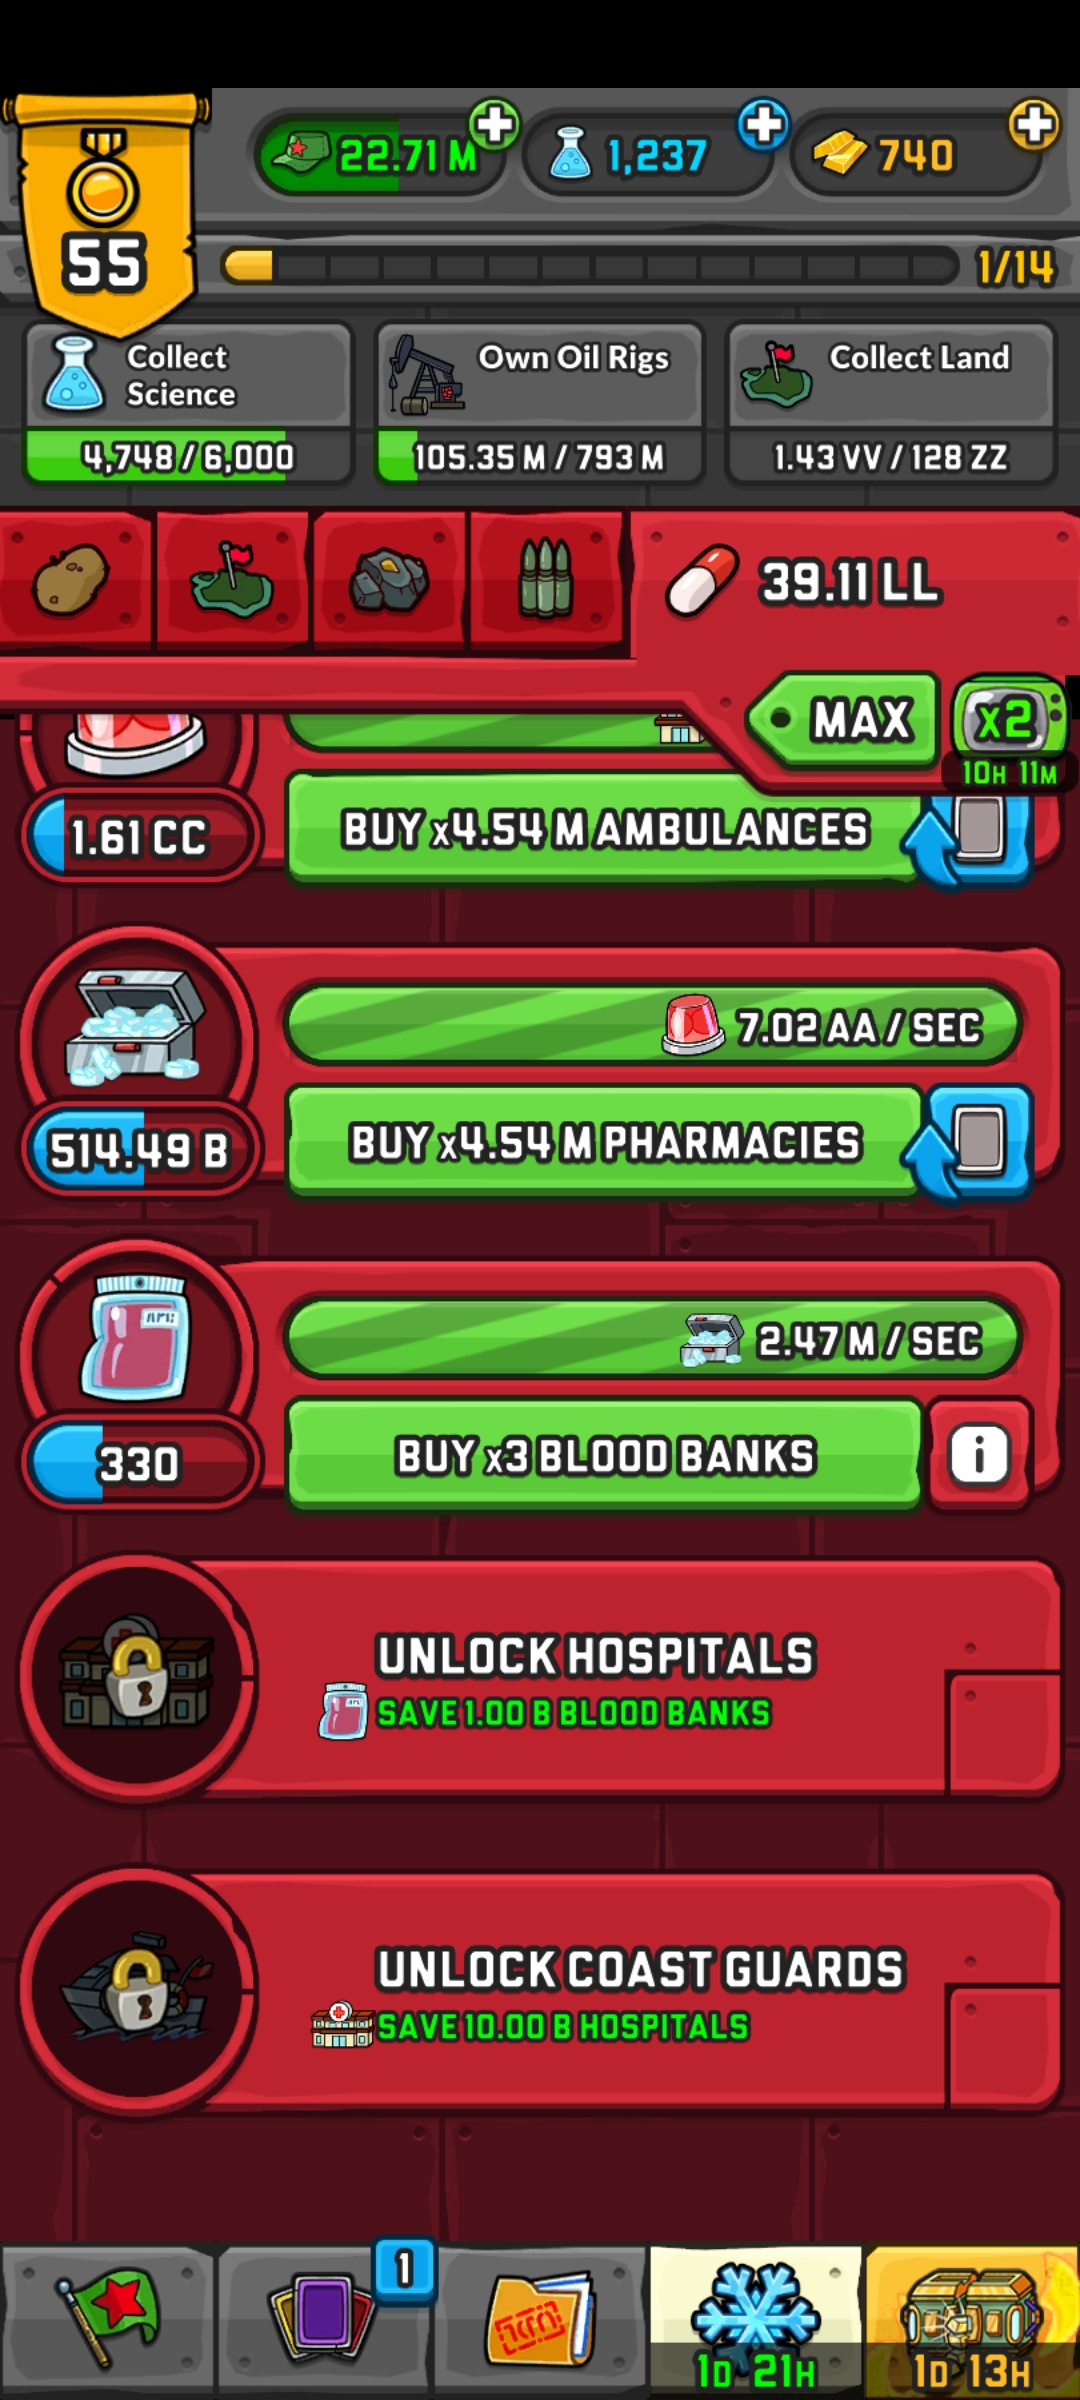 22.71 M
1,237
740
55
1/14
Collect
Science
4,748 / 6,000
Own Oil Rigs
105.35 M / 793 M
Collect Land
1.43 VV / 128 ZZ
39.11 LL
MAX
x2
10H 11M
1.61 CC
BUY x4.54 M AMBULANCES
7.02 AA / SEC
514.49 B
BUY x4.54 M PHARMACIES
2.47 M / SEC
330
BUY x3 BLOOD BANKS
i
UNLOCK HOSPITALS
SAVE 1.00 B BLOOD BANKS
UNLOCK COAST GUARDS
SAVE 10.00 B HOSPITALS
1
1D 21H
1D 13H